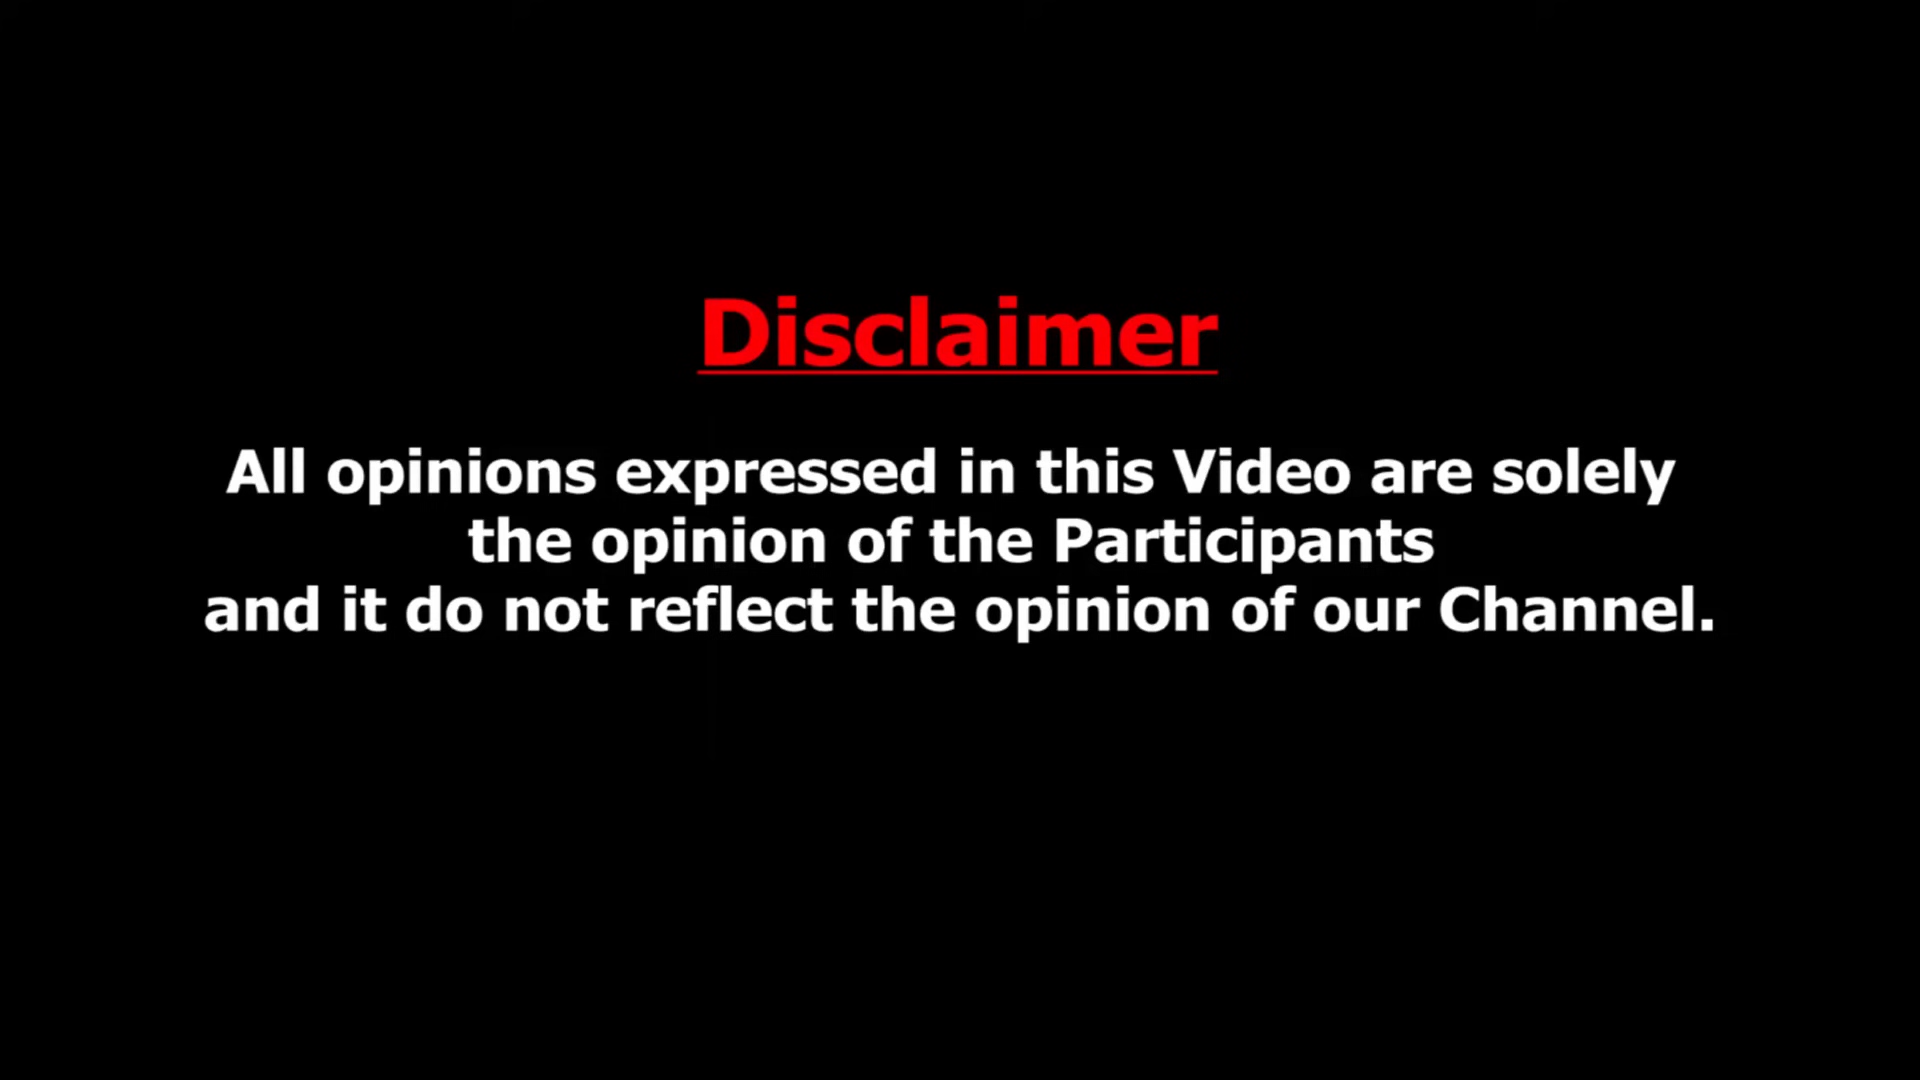 Disclaimer
All opinions expressed in this Video are solely
the opinion of the Participants
and it do not reflect the opinion of our Channel.